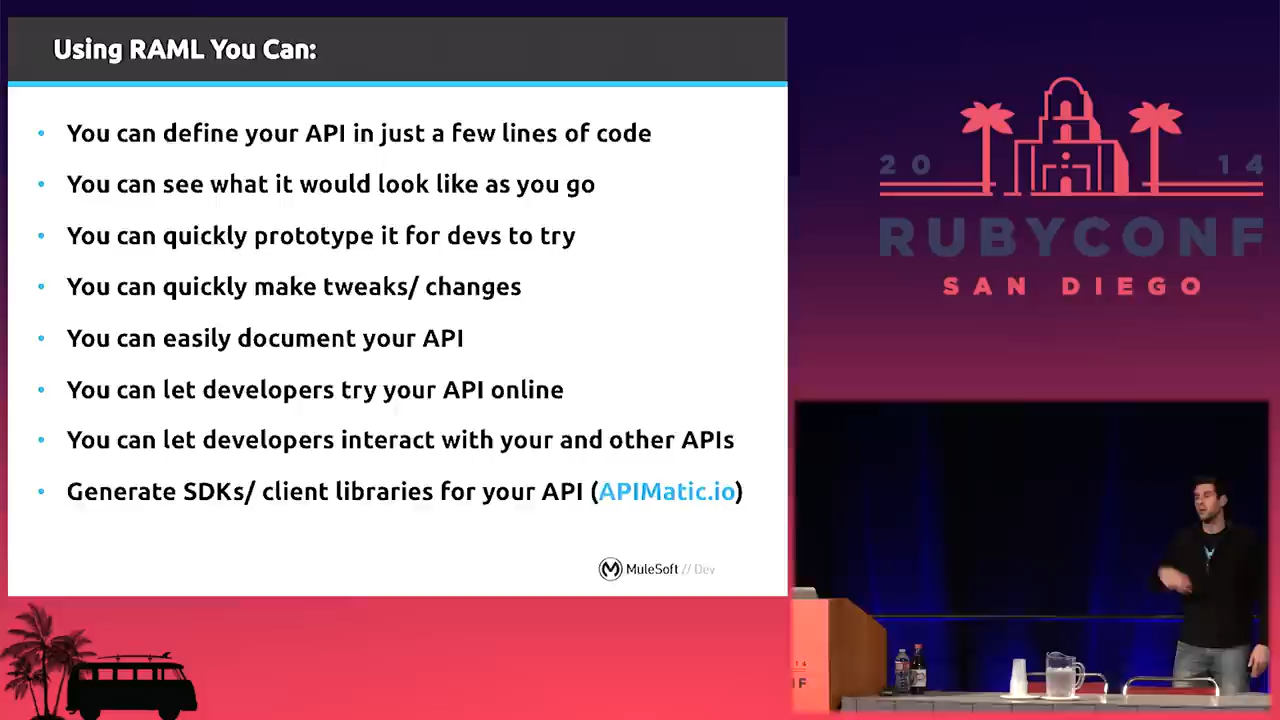 Using RAML You Can:
• You can define your API in just a few lines of code
• You can see what it would look like as you go
• You can quickly prototype it for devs to try
• You can quickly make tweaks/ changes
• You can easily document your API
• You can let developers try your API online
• You can let developers interact with your and other APIs
• Generate SDKs/ client libraries for your API (APIMatic.io)
MuleSoft // Dev
20 14
RUBYCONF
SAN DIEGO
14
NF